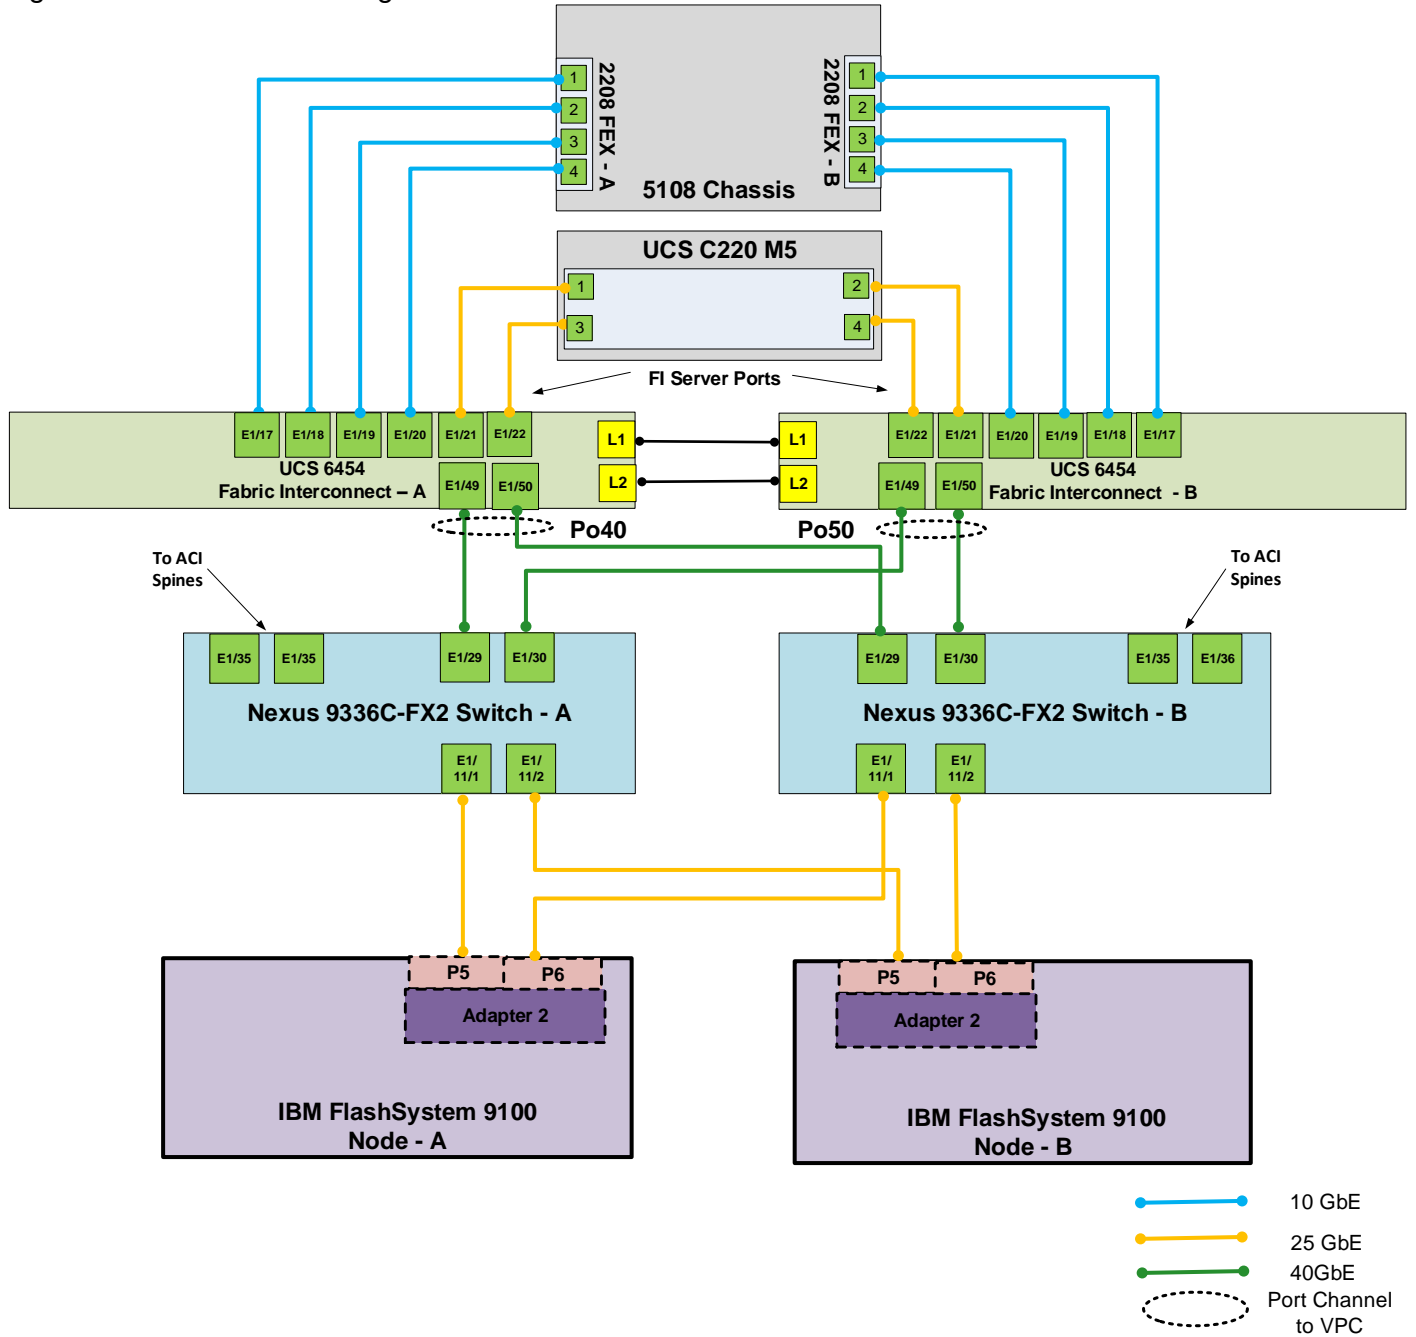 1
2
3
4
2208 FEX - A
2208 FEX - B
1
2
3
4
5108 Chassis
UCS C220 M5
1
2
3
4
FI Server Ports
E1/17
E1/18
E1/19
E1/20
E1/21
E1/22
L1
L1
E1/22
E1/21
E1/20
E1/19
E1/18
E1/17
UCS 6454
Fabric Interconnect – A
E1/49
E1/50
L2
L2
E1/49
E1/50
UCS 6454
Fabric Interconnect - B
Po40
Po50
To ACI
Spines
To ACI
Spines
E1/35
E1/35
E1/29
E1/30
E1/29
E1/30
E1/35
E1/36
Nexus 9336C-FX2 Switch - A
Nexus 9336C-FX2 Switch - B
E1/
11/1
E1/
11/2
E1/
11/1
E1/
11/2
P5
P6
Adapter 2
P5
P6
Adapter 2
IBM FlashSystem 9100
Node - A
IBM FlashSystem 9100
Node - B
10 GbE
25 GbE
40GbE
Port Channel
to VPC